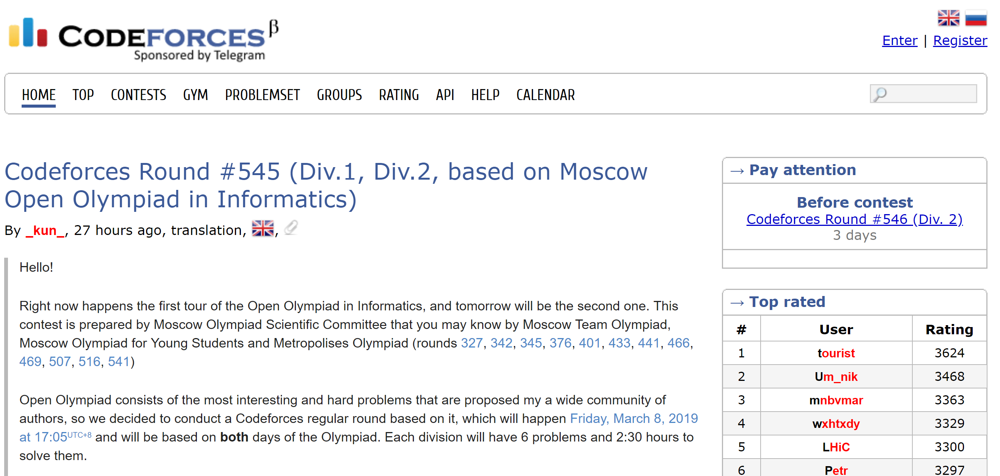 CODEFORCES β
Sponsored by Telegram
Enter | Register
HOME TOP CONTESTS GYM PROBLEMSET GROUPS RATING API HELP CALENDAR
Codeforces Round #545 (Div.1, Div.2, based on Moscow
Open Olympiad in Informatics)
By _kun_, 27 hours ago, translation, ,
Hello!
Right now happens the first tour of the Open Olympiad in Informatics, and tomorrow will be the second one. This
contest is prepared by Moscow Olympiad Scientific Committee that you may know by Moscow Team Olympiad,
Moscow Olympiad for Young Students and Metropolises Olympiad (rounds 327, 342, 345, 376, 401, 433, 441, 466,
469, 507, 516, 541)
Open Olympiad consists of the most interesting and hard problems that are proposed my a wide community of
authors, so we decided to conduct a Codeforces regular round based on it, which will happen Friday, March 8, 2019
at 17:05UTC+8 and will be based on both days of the Olympiad. Each division will have 6 problems and 2:30 hours to
solve them.
→ Pay attention
Before contest
Codeforces Round #546 (Div. 2)
3 days
→ Top rated
# User Rating
1 tourist 3624
2 Um_nik 3468
3 mnbvmar 3363
4 wxhtxdy 3329
5 LHiC 3300
6 Petr 3297